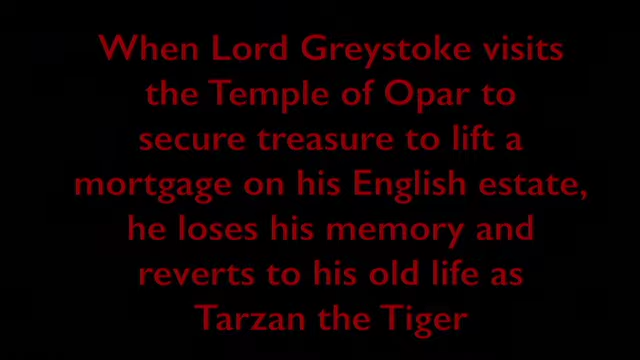 When Lord Greystoke visits
the Temple of Opar to
secure treasure to lift a
mortgage on his English estate,
he loses his memory and
reverts to his old life as
Tarzan the Tiger